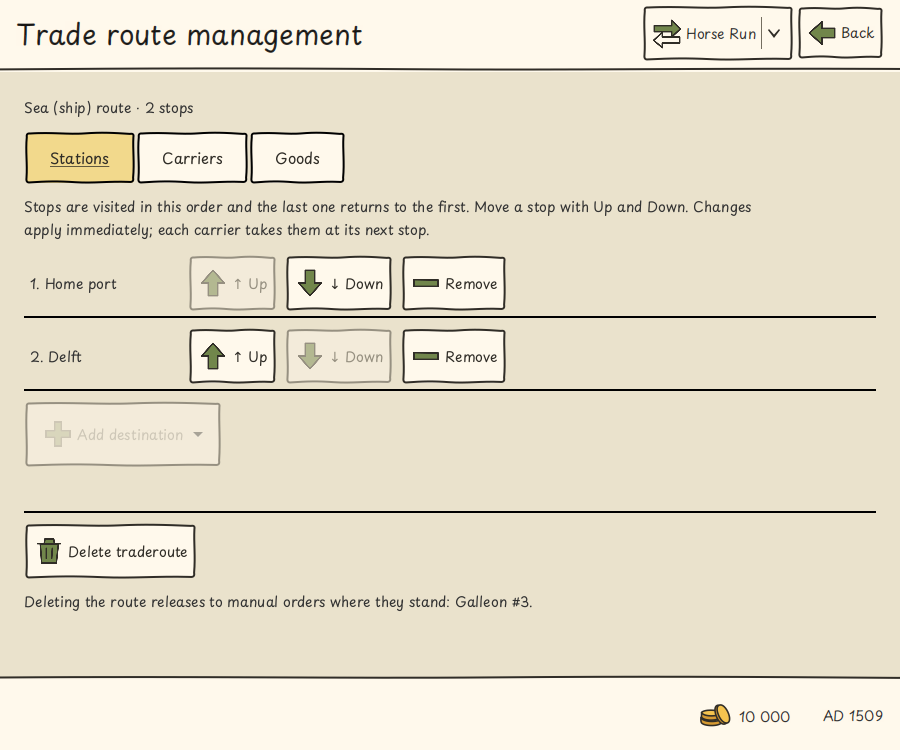 Trade route management
Horse Run
Back
Sea (ship) route · 2 stops
Stations
Carriers
Goods
Stops are visited in this order and the last one returns to the first. Move a stop with Up and Down. Changes
apply immediately; each carrier takes them at its next stop.
1. Home port
↑ Up
↓ Down
Remove
2. Delft
↑ Up
↓ Down
Remove
Add destination
Delete traderoute
Deleting the route releases to manual orders where they stand: Galleon #3.
10 000
AD 1509